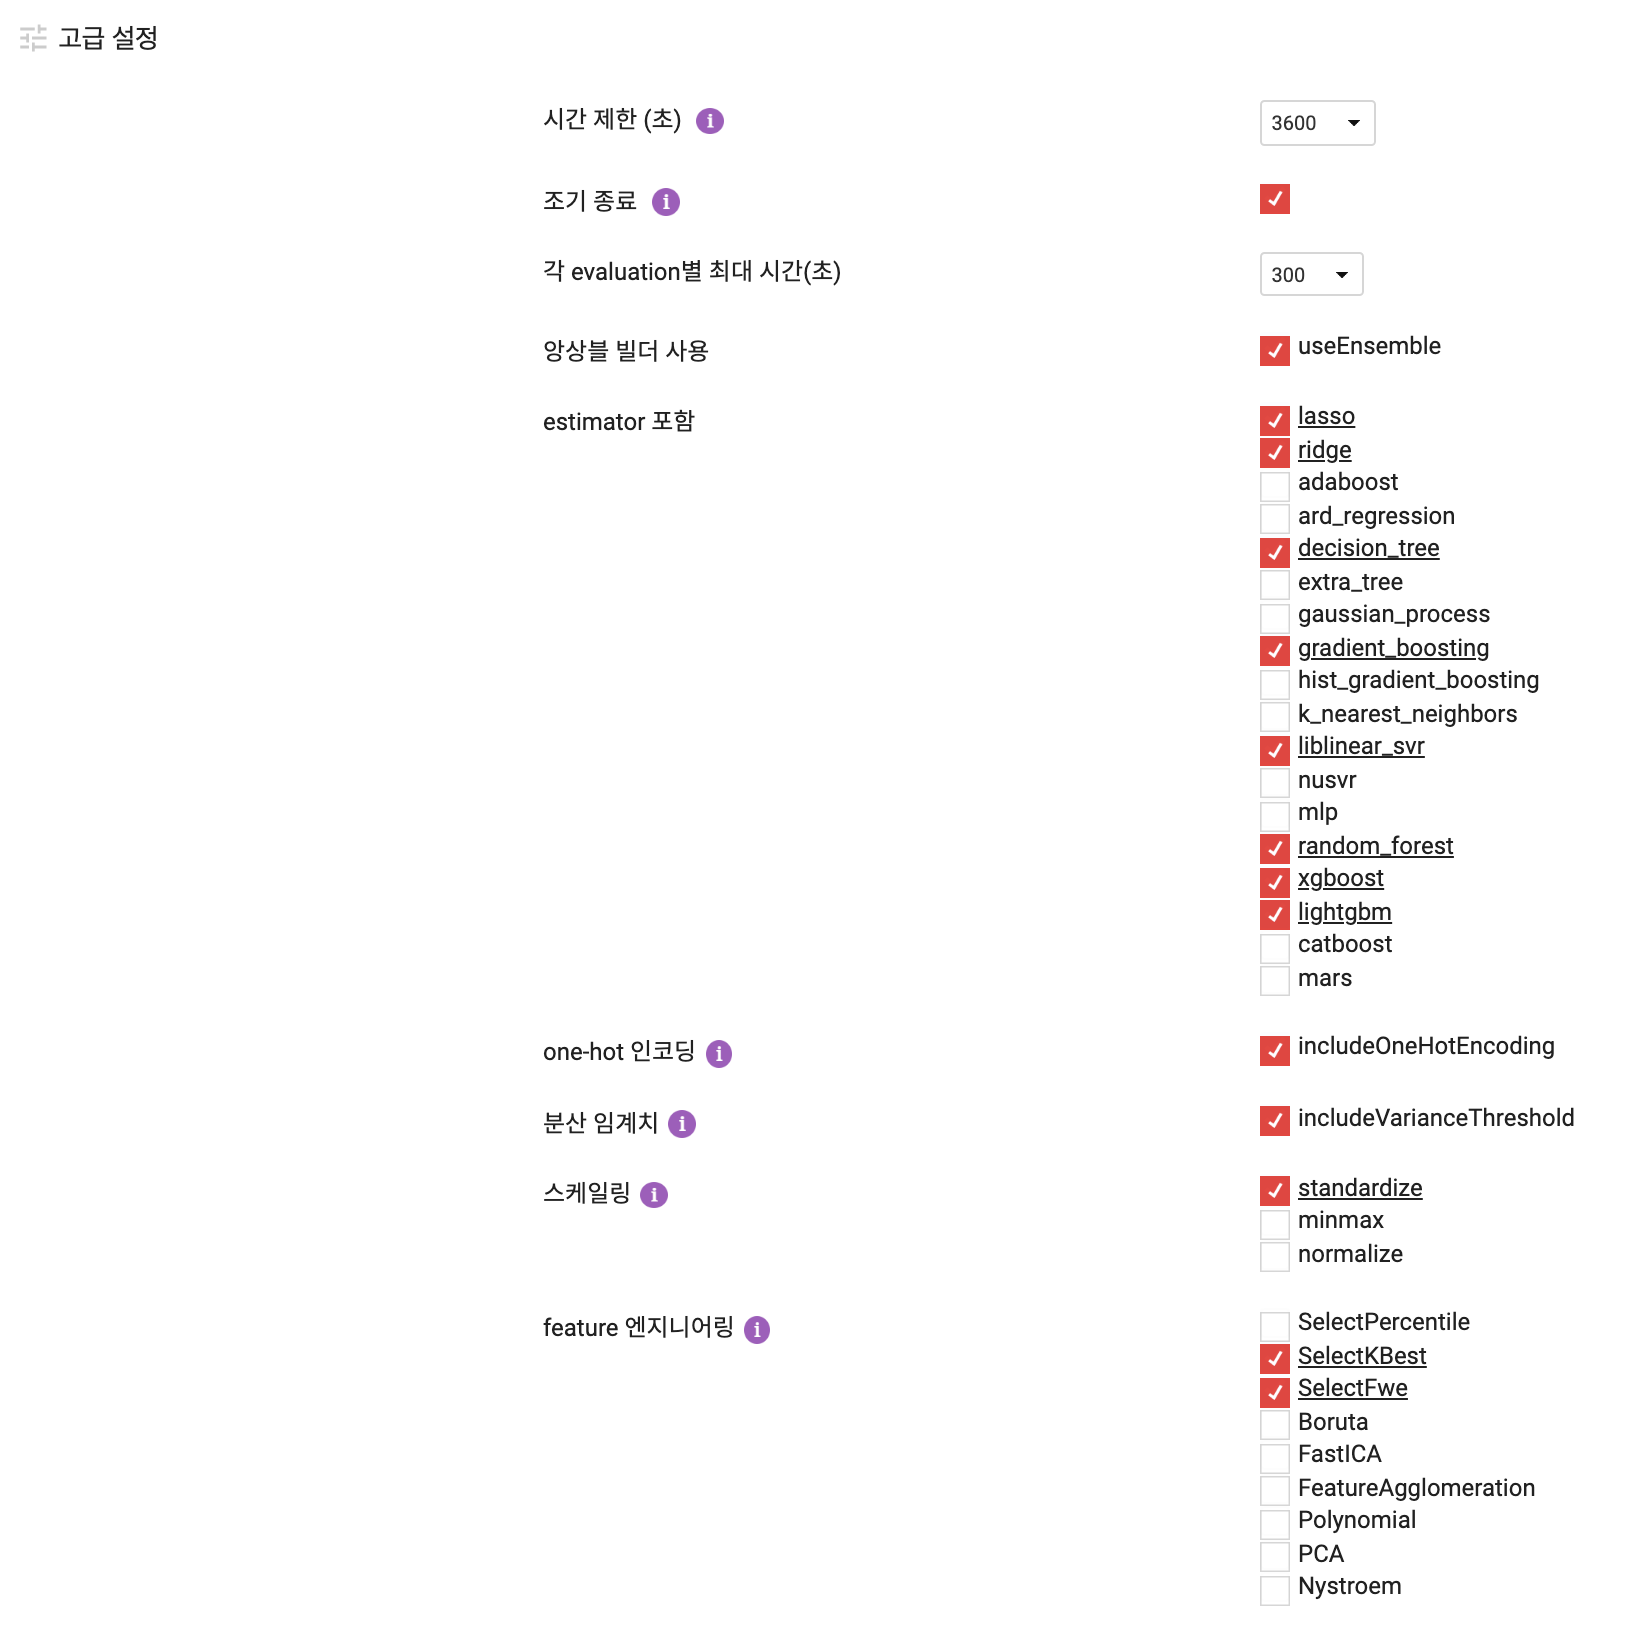 고급 설정
시간 제한 (초)
3600
조기 종료
각 evaluation별 최대 시간(초)
300
앙상블 빌더 사용
useEnsemble
estimator 포함
lasso
ridge
adaboost
ard_regression
decision_tree
extra_tree
gaussian_process
gradient_boosting
hist_gradient_boosting
k_nearest_neighbors
liblinear_svr
nusvr
mlp
random_forest
xgboost
lightgbm
catboost
mars
one-hot 인코딩
includeOneHotEncoding
분산 임계치
includeVarianceThreshold
스케일링
standardize
minmax
normalize
feature 엔지니어링
SelectPercentile
SelectKBest
SelectFwe
Boruta
FastICA
FeatureAgglomeration
Polynomial
PCA
Nystroem